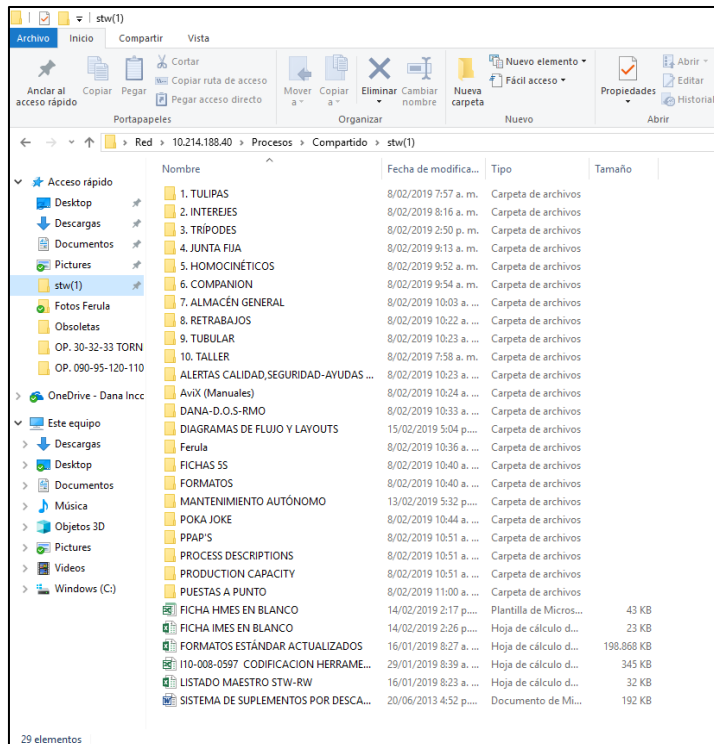 stw(1)
Archivo Inicio Compartir Vista
Anclar al acceso rápido
Copiar
Pegar
Cortar
Copiar ruta de acceso
Pegar acceso directo
Mover a
Copiar a
Eliminar
Cambiar nombre
Nueva carpeta
Nuevo elemento
Fácil acceso
Propiedades
Abrir
Editar
Historial
Portapapeles Organizar Nuevo Abrir
Red > 10.214.188.40 > Procesos > Compartido > stw(1)
Nombre Fecha de modifica... Tipo Tamaño
Acceso rápido
Desktop
Descargas
Documentos
Pictures
stw(1)
Fotos Ferula
Obsoletas
OP. 30-32-33 TORN
OP. 090-95-120-110
OneDrive - Dana Incc
Este equipo
Descargas
Desktop
Documentos
Música
Objetos 3D
Pictures
Videos
Windows (C:)
1. TULIPAS 8/02/2019 7:57 a. m. Carpeta de archivos
2. INTEREJES 8/02/2019 8:16 a. m. Carpeta de archivos
3. TRÍPODES 8/02/2019 2:50 p. m. Carpeta de archivos
4. JUNTA FIJA 8/02/2019 9:13 a. m. Carpeta de archivos
5. HOMOCINÉTICOS 8/02/2019 9:52 a. m. Carpeta de archivos
6. COMPANION 8/02/2019 9:54 a. m. Carpeta de archivos
7. ALMACÉN GENERAL 8/02/2019 10:03 a. ... Carpeta de archivos
8. RETRABAJOS 8/02/2019 10:22 a. ... Carpeta de archivos
9. TUBULAR 8/02/2019 10:23 a. ... Carpeta de archivos
10. TALLER 8/02/2019 7:58 a. m. Carpeta de archivos
ALERTAS CALIDAD,SEGURIDAD-AYUDAS ... 8/02/2019 10:23 a. ... Carpeta de archivos
AviX (Manuales) 8/02/2019 10:24 a. ... Carpeta de archivos
DANA-D.O.S-RMO 8/02/2019 10:33 a. ... Carpeta de archivos
DIAGRAMAS DE FLUJO Y LAYOUTS 15/02/2019 5:04 p.... Carpeta de archivos
Ferula 8/02/2019 10:36 a. ... Carpeta de archivos
FICHAS 5S 8/02/2019 10:40 a. ... Carpeta de archivos
FORMATOS 8/02/2019 10:40 a. ... Carpeta de archivos
MANTENIMIENTO AUTÓNOMO 13/02/2019 5:32 p.... Carpeta de archivos
POKA JOKE 8/02/2019 10:44 a. ... Carpeta de archivos
PPAP'S 8/02/2019 10:51 a. ... Carpeta de archivos
PROCESS DESCRIPTIONS 8/02/2019 10:51 a. ... Carpeta de archivos
PRODUCTION CAPACITY 8/02/2019 10:51 a. ... Carpeta de archivos
PUESTAS A PUNTO 8/02/2019 11:00 a. ... Carpeta de archivos
FICHA HMES EN BLANCO 14/02/2019 2:17 p.... Plantilla de Micros... 43 KB
FICHA IMES EN BLANCO 14/02/2019 2:26 p.... Hoja de cálculo d... 23 KB
FORMATOS ESTÁNDAR ACTUALIZADOS 16/01/2019 8:27 a. ... Hoja de cálculo d... 198.868 KB
I10-008-0597 CODIFICACION HERRAME... 29/01/2019 8:39 a. ... Hoja de cálculo d... 345 KB
LISTADO MAESTRO STW-RW 16/01/2019 8:23 a. ... Hoja de cálculo d... 32 KB
SISTEMA DE SUPLEMENTOS POR DESCA... 20/06/2013 4:52 p.... Documento de Mi... 192 KB
29 elementos